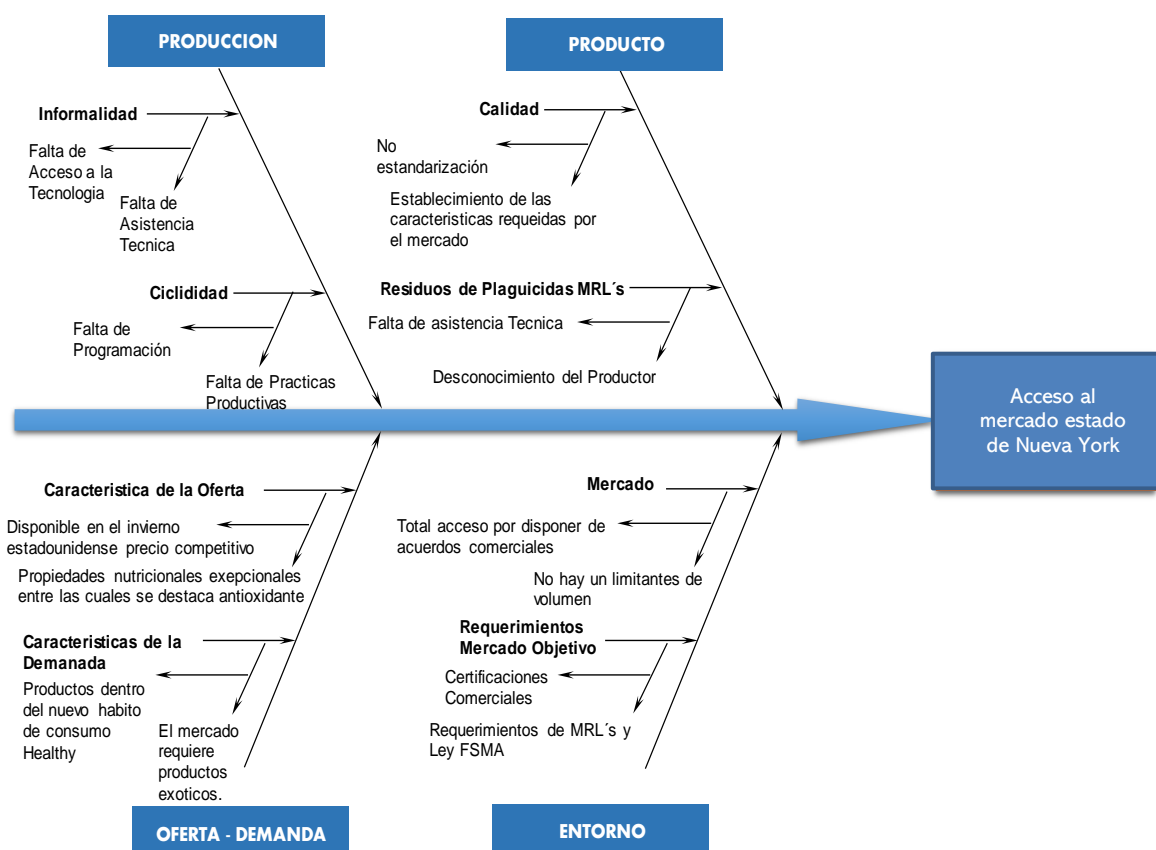 PRODUCCION
PRODUCTO
Informalidad
Falta de
Acceso a la
Tecnologia
Falta de
Asistencia
Tecnica
Ciclididad
Falta de
Programación
Falta de Practicas
Productivas
Calidad
No
estandarización
Establecimiento de las
caracteristicas requeidas por
el mercado
Residuos de Plaguicidas MRL´s
Falta de asistencia Tecnica
Desconocimiento del Productor
Acceso al
mercado estado
de Nueva York
Caracteristica de la Oferta
Disponible en el invierno
estadounidense precio competitivo
Propiedades nutricionales exepcionales
entre las cuales se destaca antioxidante
Caracteristicas de la
Demanada
Productos dentro
del nuevo habito
de consumo
Healthy
El mercado
requiere
productos
exoticos.
Mercado
Total acceso por disponer de
acuerdos comerciales
No hay un limitantes de
volumen
Requerimientos
Mercado Objetivo
Certificaciones
Comerciales
Requerimientos de MRL´s y
Ley FSMA
OFERTA - DEMANDA
ENTORNO